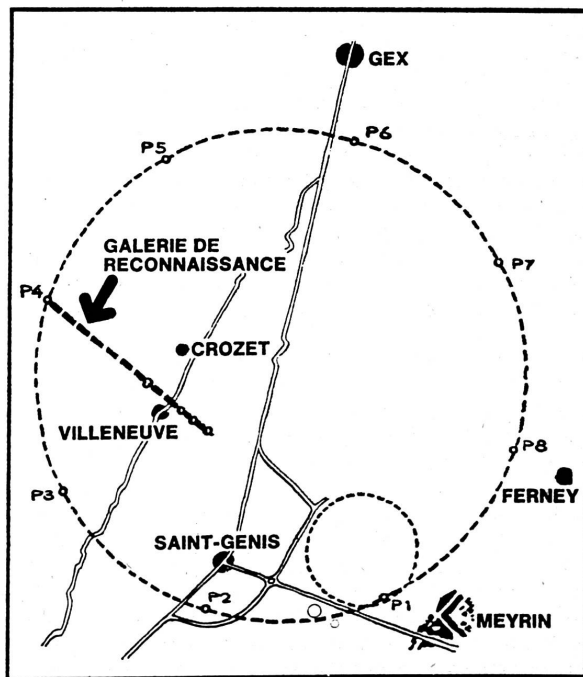 GEX
P6
P5
P7
GALERIE DE
RECONNAISSANCE
P4
CROZET
VILLENEUVE
P8
P3
FERNEY
SAINT-GENIS
P2
P1
MEYRIN